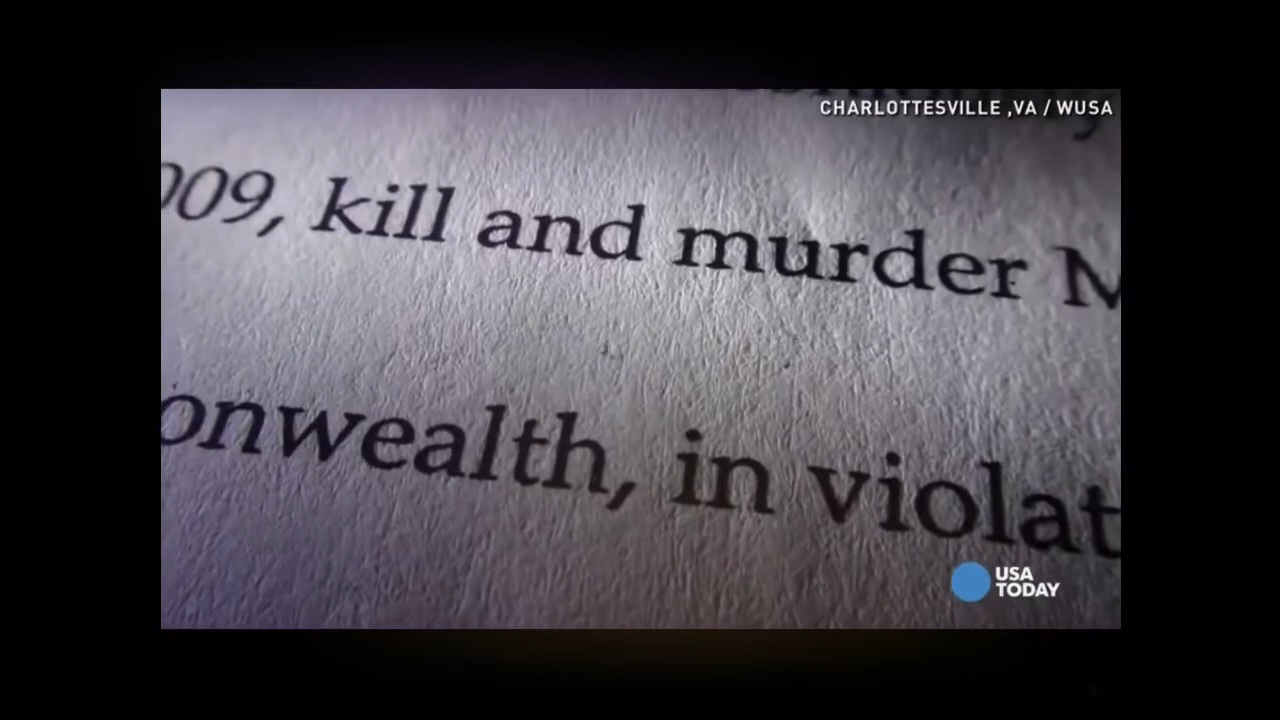 CHARLOTTESVILLE ,VA / WUSA
009, kill and murder M
onwealth, in violat
USA
TODAY